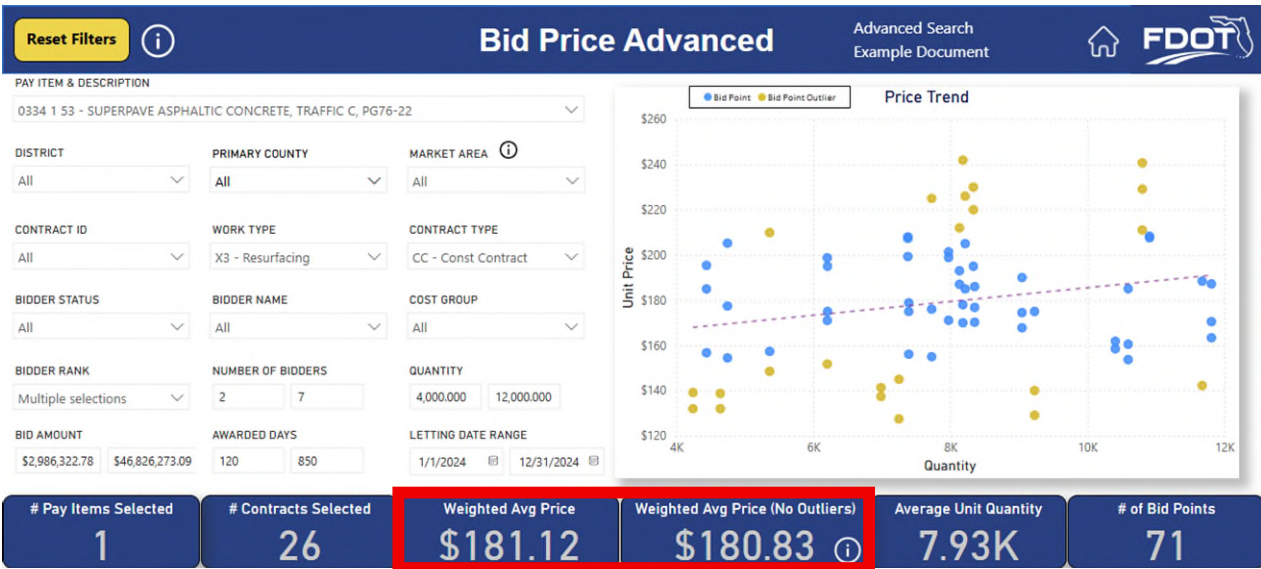 Reset Filters
i
Bid Price Advanced
Advanced Search
Example Document
FDOT
PAY ITEM & DESCRIPTION
0334 1 53 - SUPERPAVE ASPHALTIC CONCRETE, TRAFFIC C, PG76-22
DISTRICT
PRIMARY COUNTY
MARKET AREA i
All
All
All
CONTRACT ID
WORK TYPE
CONTRACT TYPE
All
X3 - Resurfacing
CC - Const Contract
BIDDER STATUS
BIDDER NAME
COST GROUP
All
All
All
BIDDER RANK
NUMBER OF BIDDERS
QUANTITY
Multiple selections
2 7
4,000.000 12,000.000
BID AMOUNT
AWARDED DAYS
LETTING DATE RANGE
$2,986,322.78 $46,826,273.09
120 850
1/1/2024 12/31/2024
Bid Point Bid Point Outlier
Price Trend
Unit Price
$260
$240
$220
$200
$180
$160
$140
$120
4K 6K 8K 10K 12K
Quantity
# Pay Items Selected
1
# Contracts Selected
26
Weighted Avg Price
$181.12
Weighted Avg Price (No Outliers)
$180.83 i
Average Unit Quantity
7.93K
# of Bid Points
71